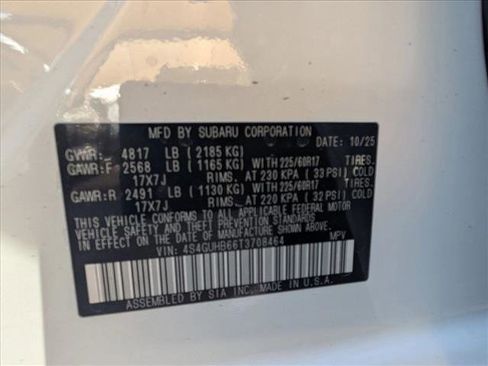 MFD BY SUBARU CORPORATION DATE: 10/25
GVWR: 4817 LB (2185 KG)
GAWR:F 2568 LB (1165 KG) WITH 225/60R17 TIRES.
17X7J RIMS. AT 230 KPA (33 PSI) COLD
GAWR:R 2491 LB (1130 KG) WITH 225/60R17 TIRES.
17X7J RIMS. AT 220 KPA (32 PSI) COLD
THIS VEHICLE CONFORMS TO ALL APPLICABLE FEDERAL MOTOR
VEHICLE SAFETY AND THEFT PREVENTION STANDARDS IN
EFFECT ON THE DATE OF MANUFACTURE SHOWN ABOVE.
VIN: 4S4GUHB66T3708464 MPV
ASSEMBLED BY SIA INC. MADE IN U.S.A.